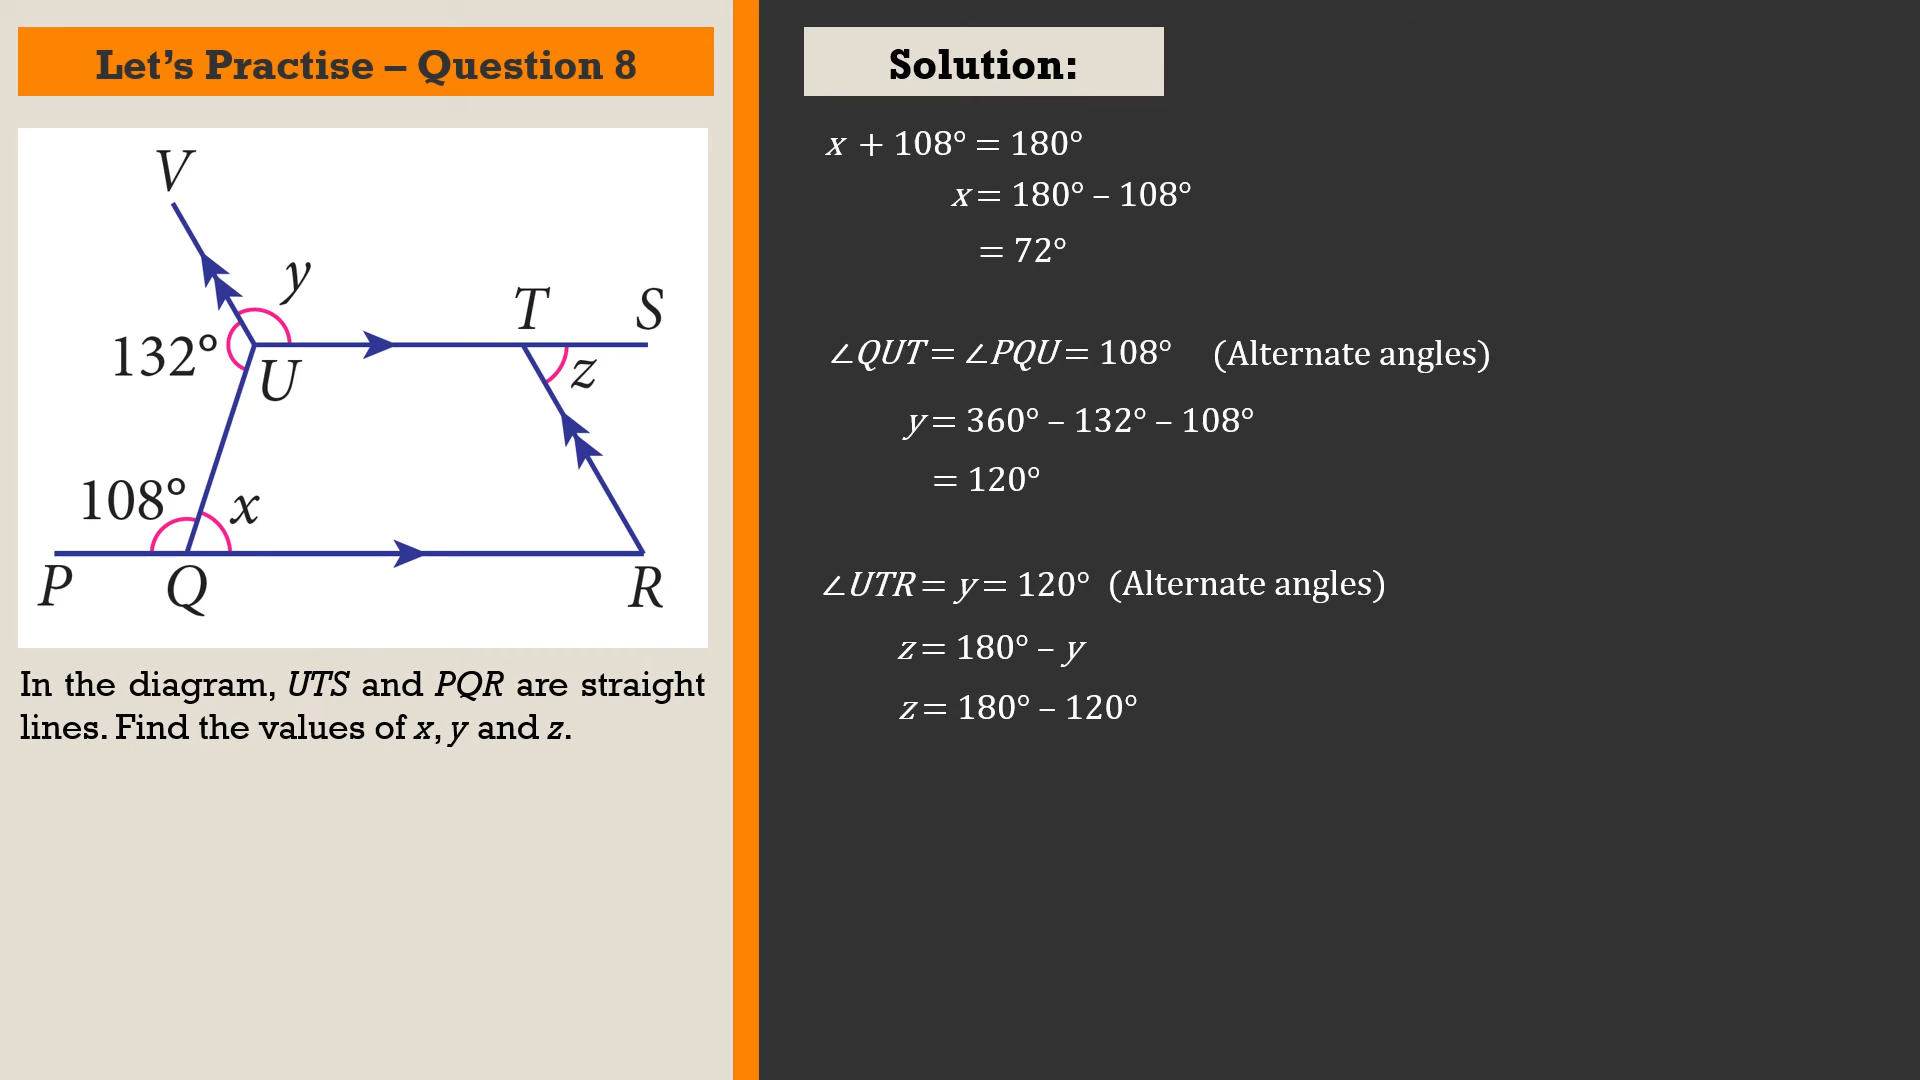 Let's Practise – Question 8
V
y
T
S
132°
U
z
108°
x
P
Q
R
In the diagram, UTS and PQR are straight
lines. Find the values of x, y and z.
Solution:
x + 108° = 180°
x = 180° – 108°
= 72°
∠QUT = ∠PQU = 108° (Alternate angles)
y = 360° – 132° – 108°
= 120°
∠UTR = y = 120° (Alternate angles)
z = 180° – y
z = 180° – 120°